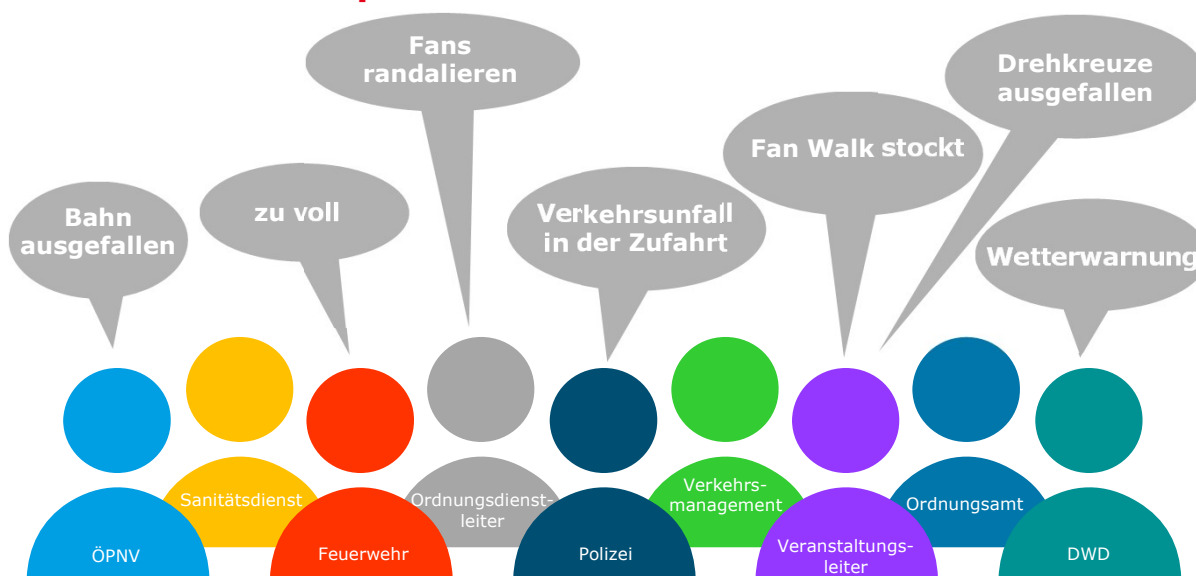 Fans
randalieren
Drehkreuze
ausgefallen
Fan Walk stockt
Bahn
ausgefallen
zu voll
Verkehrsunfall
in der Zufahrt
Wetterwarnung
ÖPNV
Sanitätsdienst
Feuerwehr
Ordnungsdienst-
leiter
Polizei
Verkehrs-
management
Veranstaltungs-
leiter
Ordnungsamt
DWD